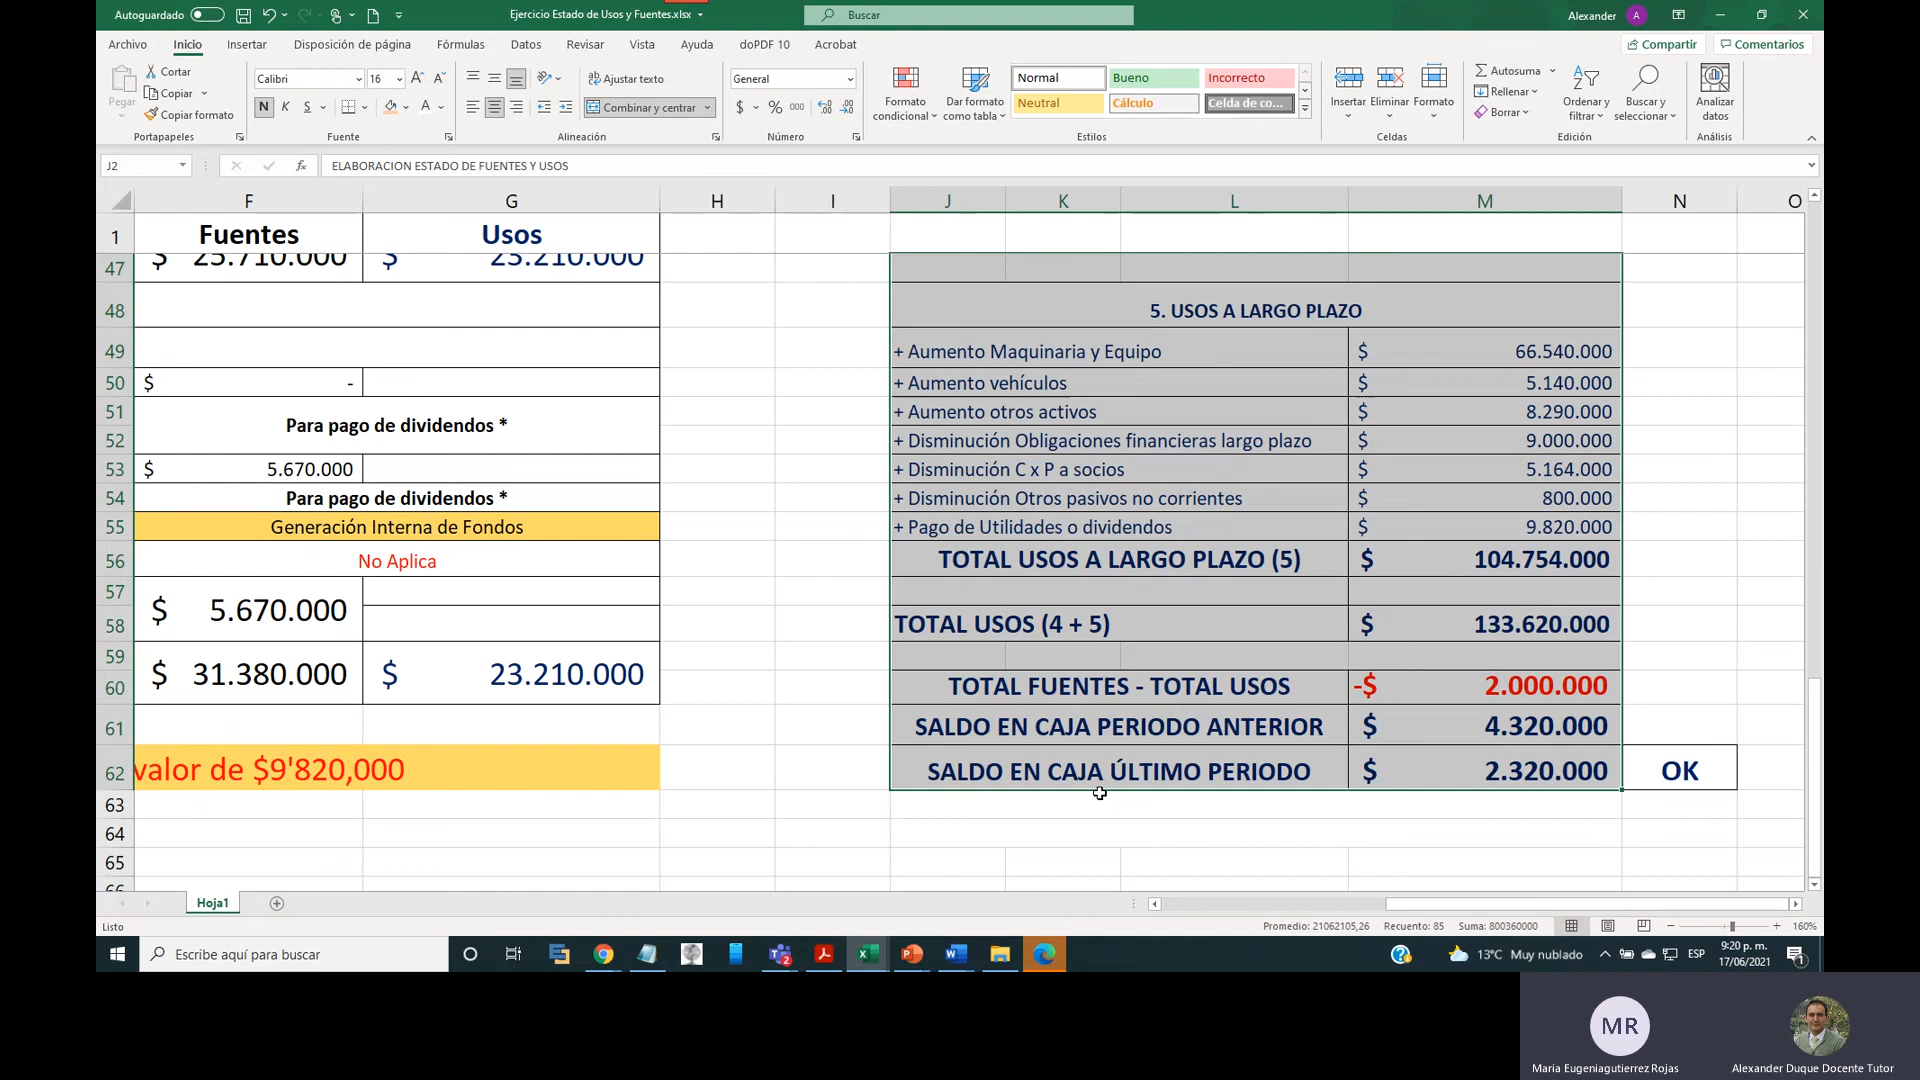 Autoguardado
Ejercicio Estado de Usos y Fuentes.xlsx
Buscar
Alexander
A
Archivo Inicio Insertar Disposición de página Fórmulas Datos Revisar Vista Ayuda doPDF 10 Acrobat
Compartir Comentarios
Pegar
Cortar
Copiar
Copiar formato
Portapapeles
Calibri 16
N K S
Fuente
Ajustar texto
Combinar y centrar
Alineación
General
$ % 000
Número
Formato condicional
Dar formato como tabla
Normal Bueno Incorrecto
Neutral Cálculo Celda de co...
Estilos
Insertar Eliminar Formato
Celdas
Autosuma
Rellenar
Borrar
Ordenar y filtrar
Buscar y seleccionar
Edición
Analizar datos
Análisis
J2
fx
ELABORACION ESTADO DE FUENTES Y USOS
F G H I J K L M N O
1 Fuentes Usos
47 $ 25.710.000 $ 23.210.000
48 5. USOS A LARGO PLAZO
49 + Aumento Maquinaria y Equipo $ 66.540.000
50 $ - + Aumento vehículos $ 5.140.000
51 + Aumento otros activos $ 8.290.000
Para pago de dividendos *
52 + Disminución Obligaciones financieras largo plazo $ 9.000.000
53 $ 5.670.000 + Disminución C x P a socios $ 5.164.000
54 Para pago de dividendos * + Disminución Otros pasivos no corrientes $ 800.000
55 Generación Interna de Fondos + Pago de Utilidades o dividendos $ 9.820.000
56 No Aplica TOTAL USOS A LARGO PLAZO (5) $ 104.754.000
57
$ 5.670.000
58 TOTAL USOS (4 + 5) $ 133.620.000
59
$ 31.380.000 $ 23.210.000
60 TOTAL FUENTES - TOTAL USOS -$ 2.000.000
61 SALDO EN CAJA PERIODO ANTERIOR $ 4.320.000
62 valor de $9'820,000 SALDO EN CAJA ÚLTIMO PERIODO $ 2.320.000 OK
63
64
65
66
Hoja1
Listo
Promedio: 21062105,26 Recuento: 85 Suma: 800360000
160%
Escribe aquí para buscar
13°C Muy nublado
ESP
9:20 p. m.
17/06/2021
MR
Maria Eugeniagutierrez Rojas
Alexander Duque Docente Tutor